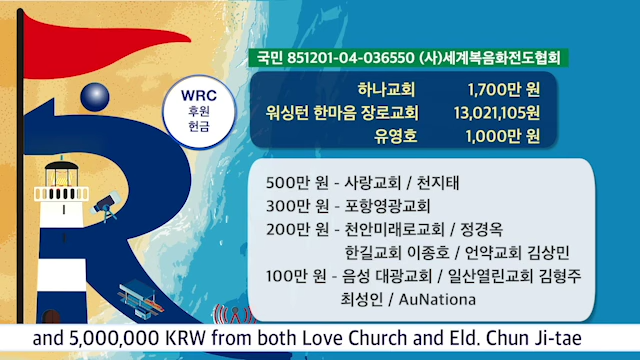 국민 851201-04-036550 (사)세계복음화전도협회
WRC
후원
헌금
하나교회 1,700만 원
워싱턴 한마음 장로교회 13,021,105원
유영호 1,000만 원
500만 원 - 사랑교회 / 천지태
300만 원 - 포항영광교회
200만 원 - 천안미래로교회 / 정경옥
한길교회 이종호 / 언약교회 김상민
100만 원 - 음성 대광교회 / 일산열린교회 김형주
최성인 / AuNationa
and 5,000,000 KRW from both Love Church and Eld. Chun Ji-tae